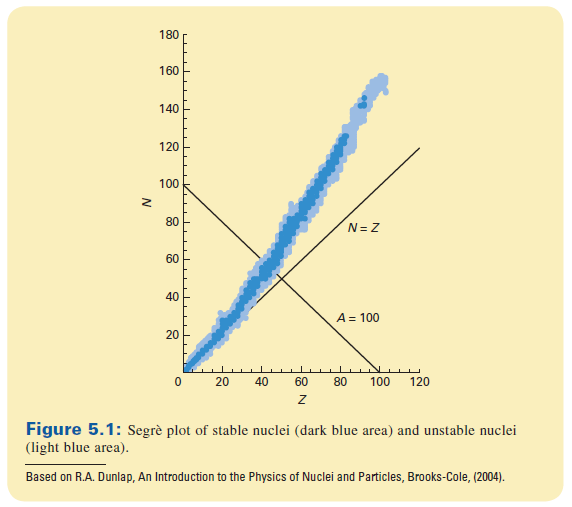 180
160
140
120
100
80
60
40
20
N
N = Z
A = 100
0 20 40 60 80 100 120
Z
Figure 5.1: Segrè plot of stable nuclei (dark blue area) and unstable nuclei
(light blue area).
Based on R.A. Dunlap, An Introduction to the Physics of Nuclei and Particles, Brooks-Cole, (2004).